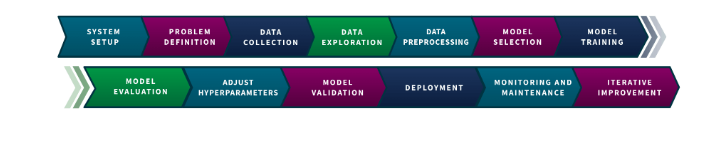 SYSTEM
SETUP
PROBLEM
DEFINITION
DATA
COLLECTION
DATA
EXPLORATION
DATA
PREPROCESSING
MODEL
SELECTION
MODEL
TRAINING
MODEL
EVALUATION
ADJUST
HYPERPARAMETERS
MODEL
VALIDATION
DEPLOYMENT
MONITORING AND
MAINTENANCE
ITERATIVE
IMPROVEMENT